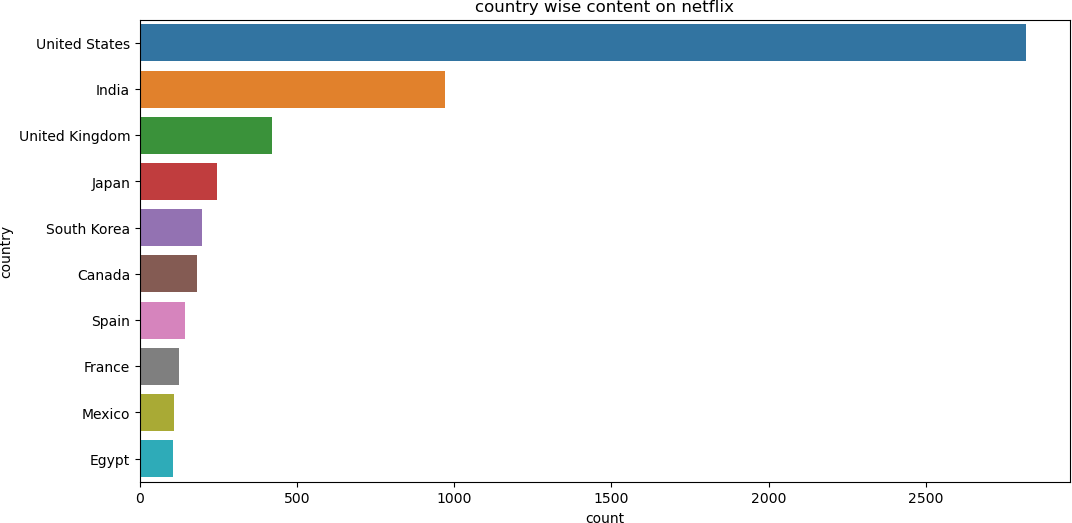 country wise content on netflix
United States
India
United Kingdom
Japan
South Korea
Canada
Spain
France
Mexico
Egypt
country
0 500 1000 1500 2000 2500
count